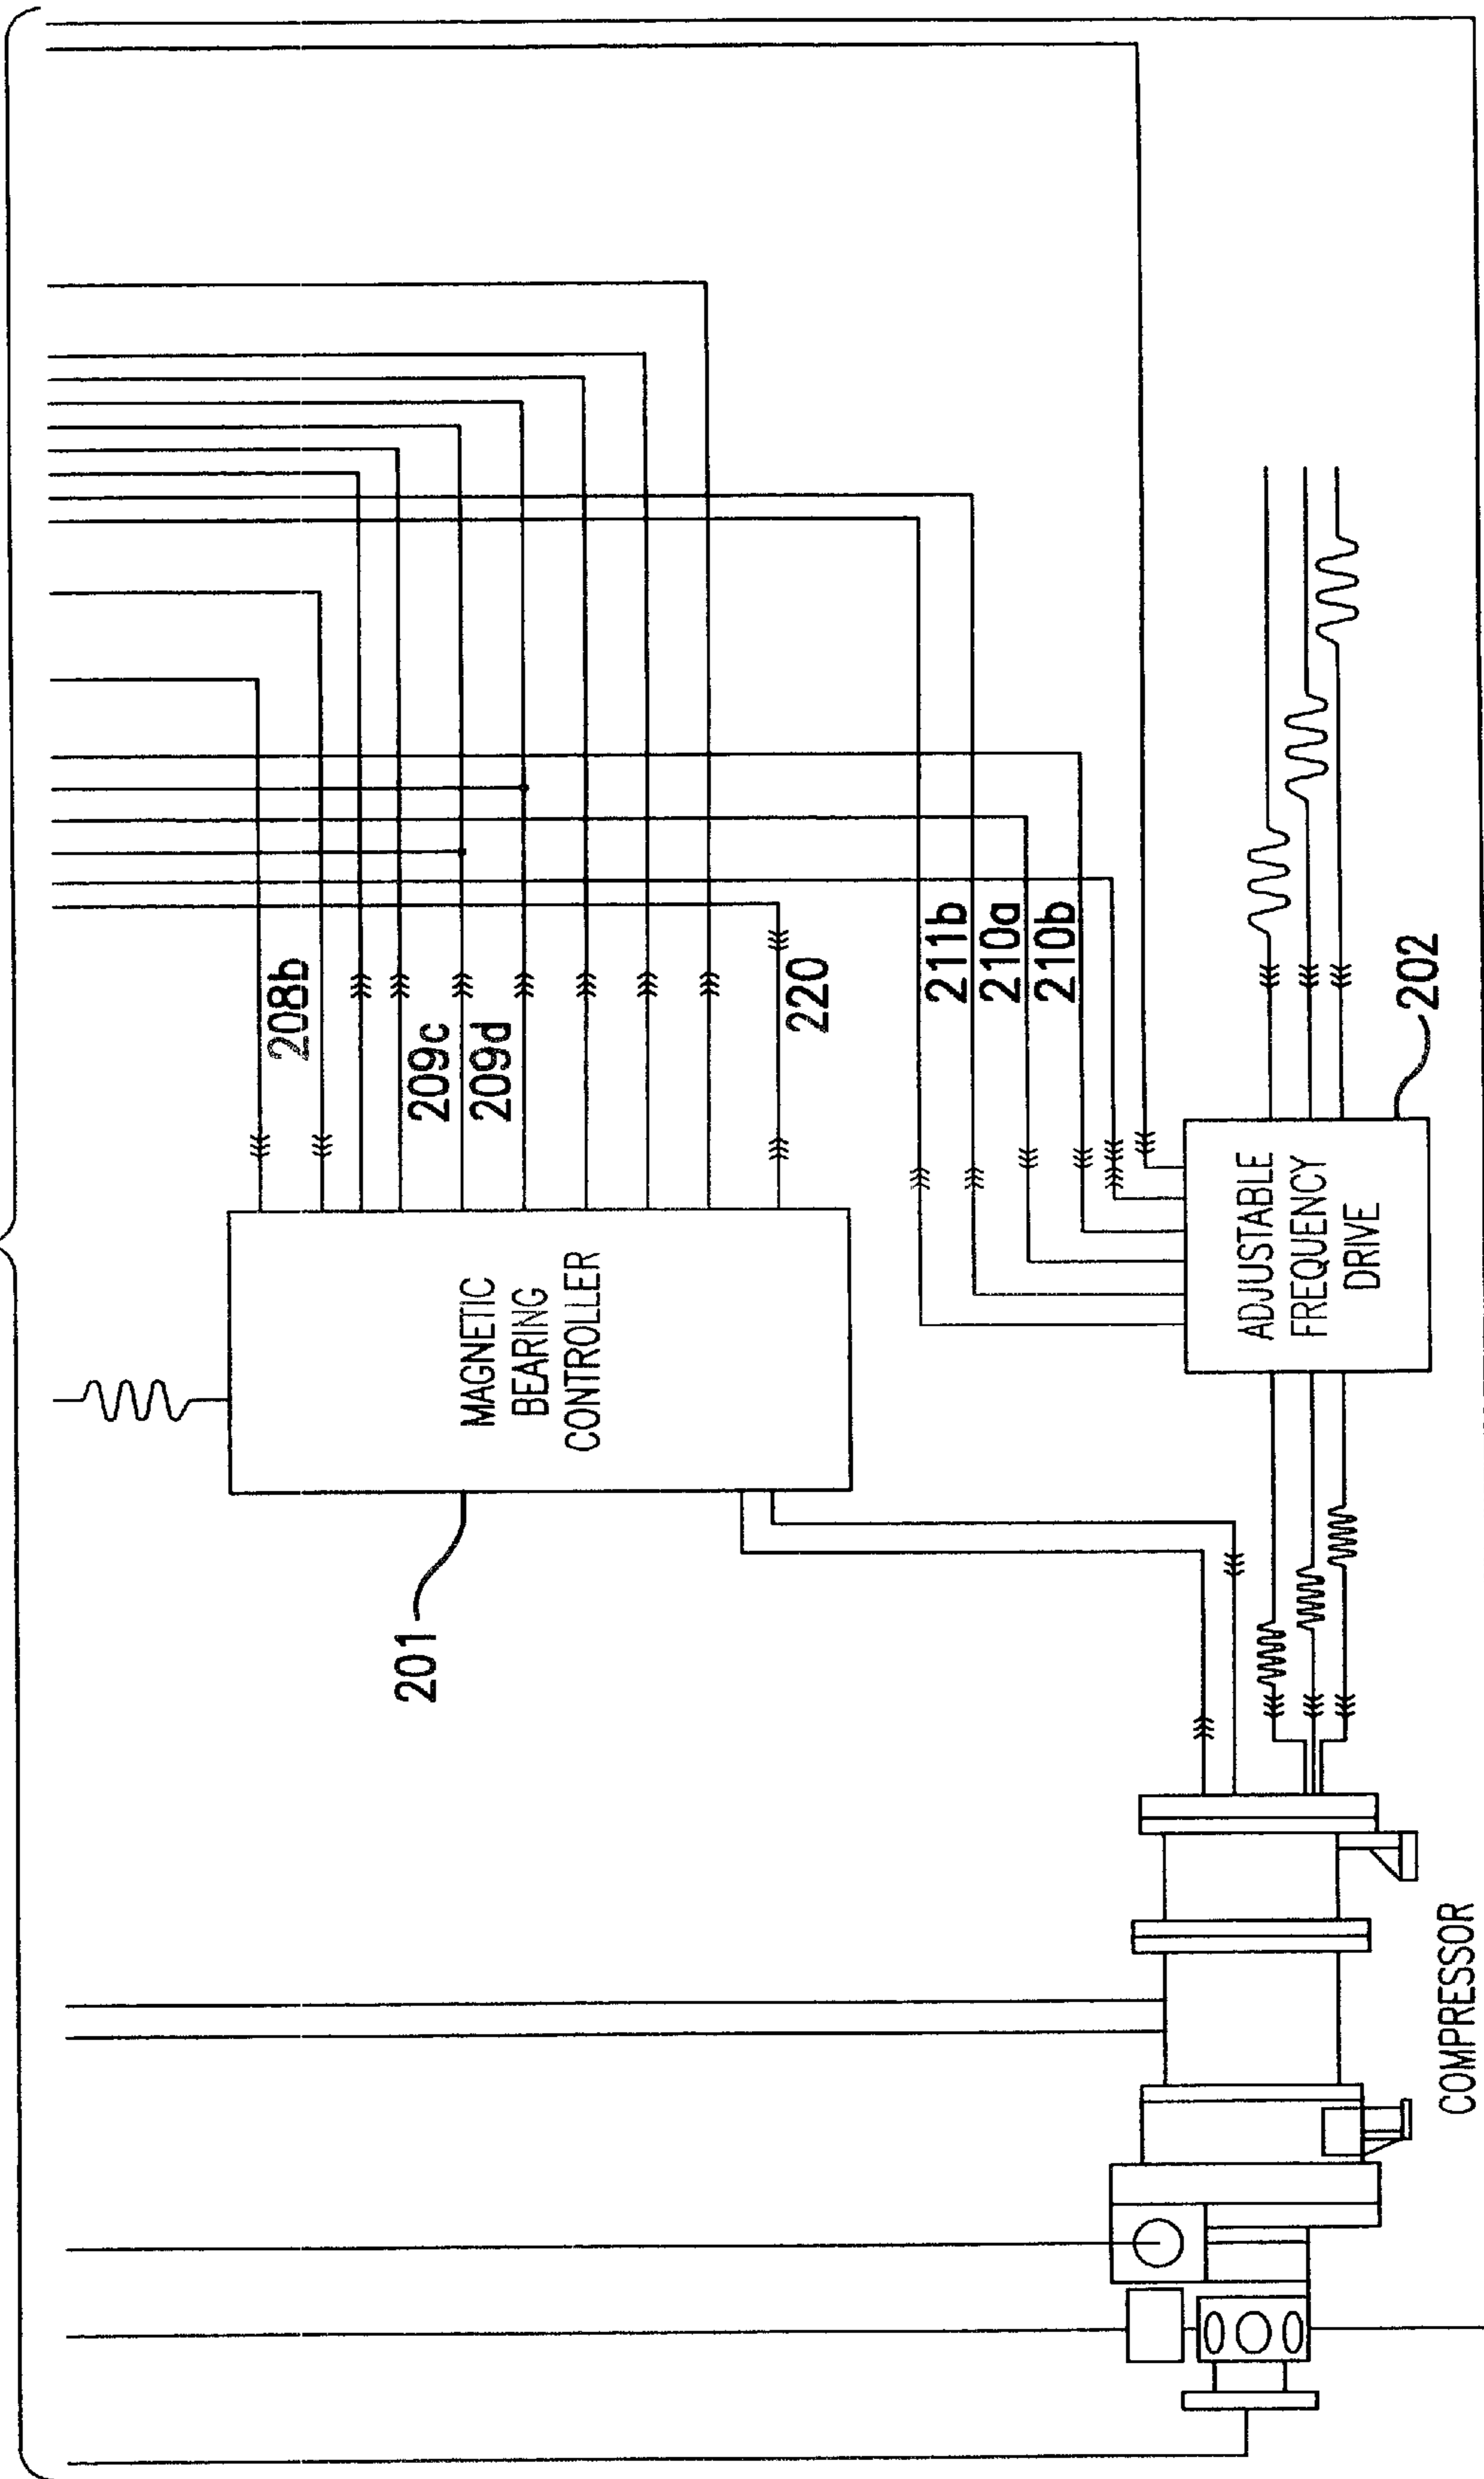 201
MAGNETIC
BEARING
CONTROLLER
208b
209c
209d
220
211b
210a
210b
COMPRESSOR
ADJUSTABLE
FREQUENCY
DRIVE
202